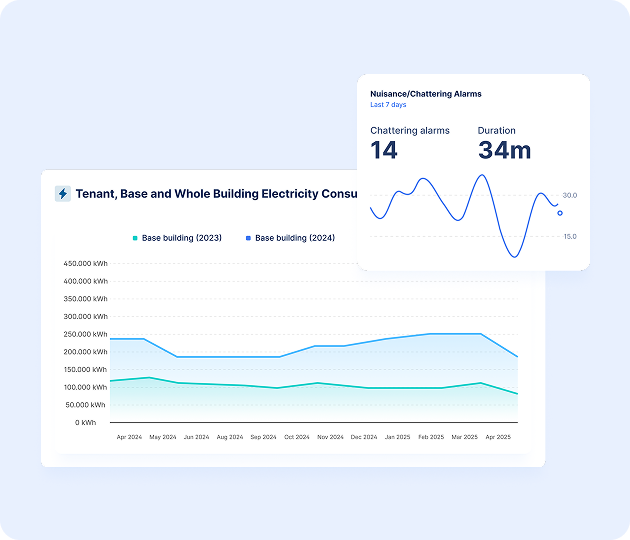 Nuisance/Chattering Alarms
Last 7 days
Chattering alarms Duration
14 34m
30.0
15.0
Tenant, Base and Whole Building Electricity Consu
Base building (2023) Base building (2024)
450.000 kWh
400.000 kWh
350.000 kWh
300.000 kWh
250.000 kWh
200.000 kWh
150.000 kWh
100.000 kWh
50.000 kWh
0 kWh
Apr 2024 May 2024 Jun 2024 Aug 2024 Sep 2024 Oct 2024 Nov 2024 Dec 2024 Jan 2025 Feb 2025 Mar 2025 Apr 2025